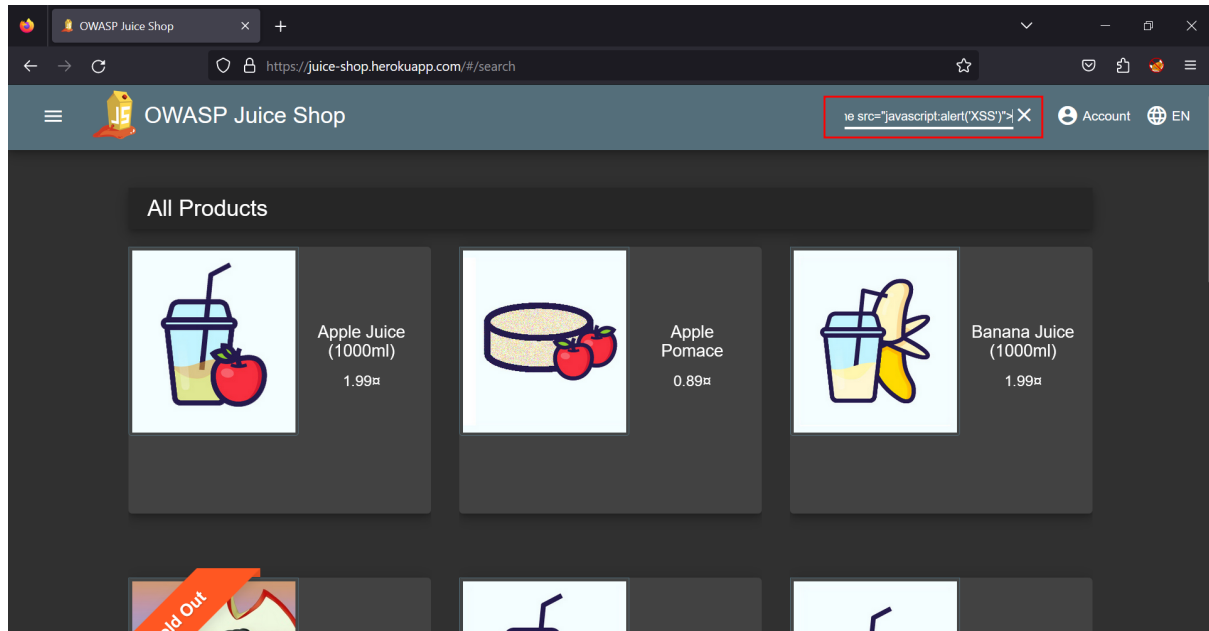 OWASP Juice Shop
https://juice-shop.herokuapp.com/#/search
JS
OWASP Juice Shop
src="javascript:alert('XSS')">
Account
EN
All Products
Apple Juice
(1000ml)
1.99¤
Apple
Pomace
0.89¤
Banana Juice
(1000ml)
1.99¤
Out